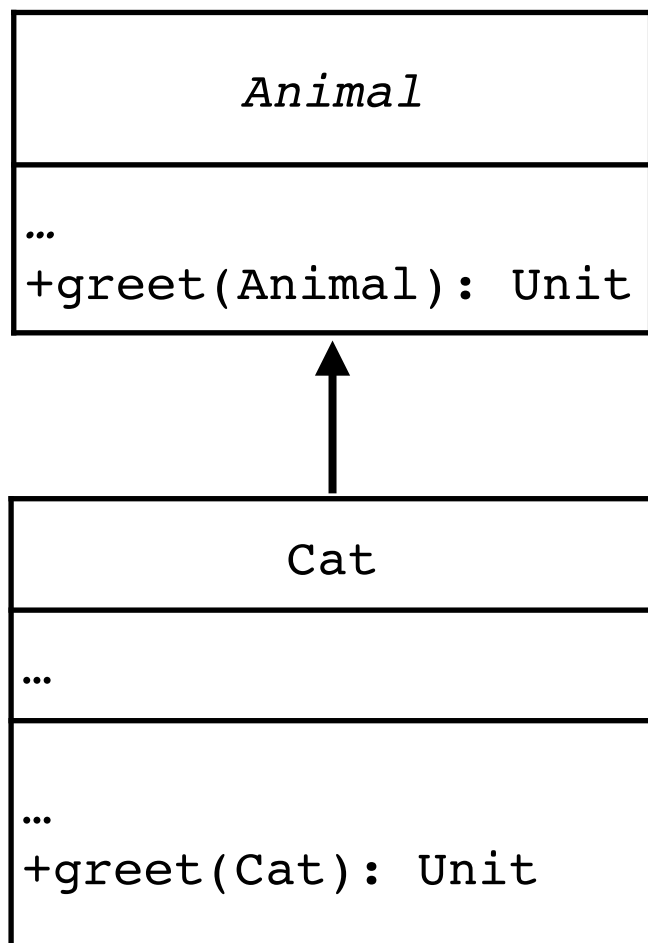 Animal
…
+greet(Animal): Unit
Cat
…
…
+greet(Cat): Unit